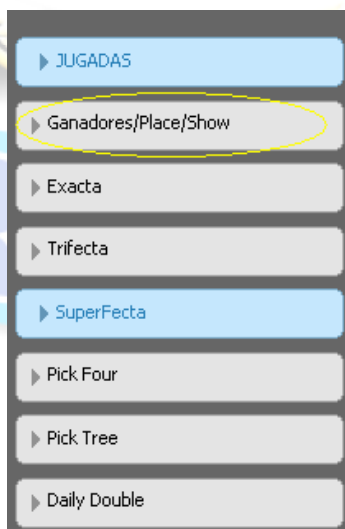 JUGADAS
Ganadores/Place/Show
Exacta
Trifecta
SuperFecta
Pick Four
Pick Tree
Daily Double